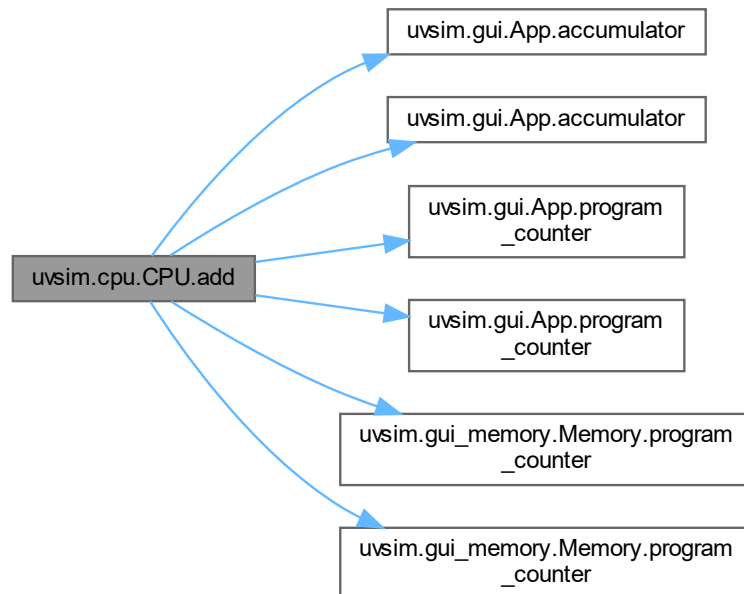 uvsim.gui.App.accumulator
uvsim.gui.App.accumulator
uvsim.gui.App.program
_counter
uvsim.cpu.CPU.add
uvsim.gui.App.program
_counter
uvsim.gui_memory.Memory.program
_counter
uvsim.gui_memory.Memory.program
_counter